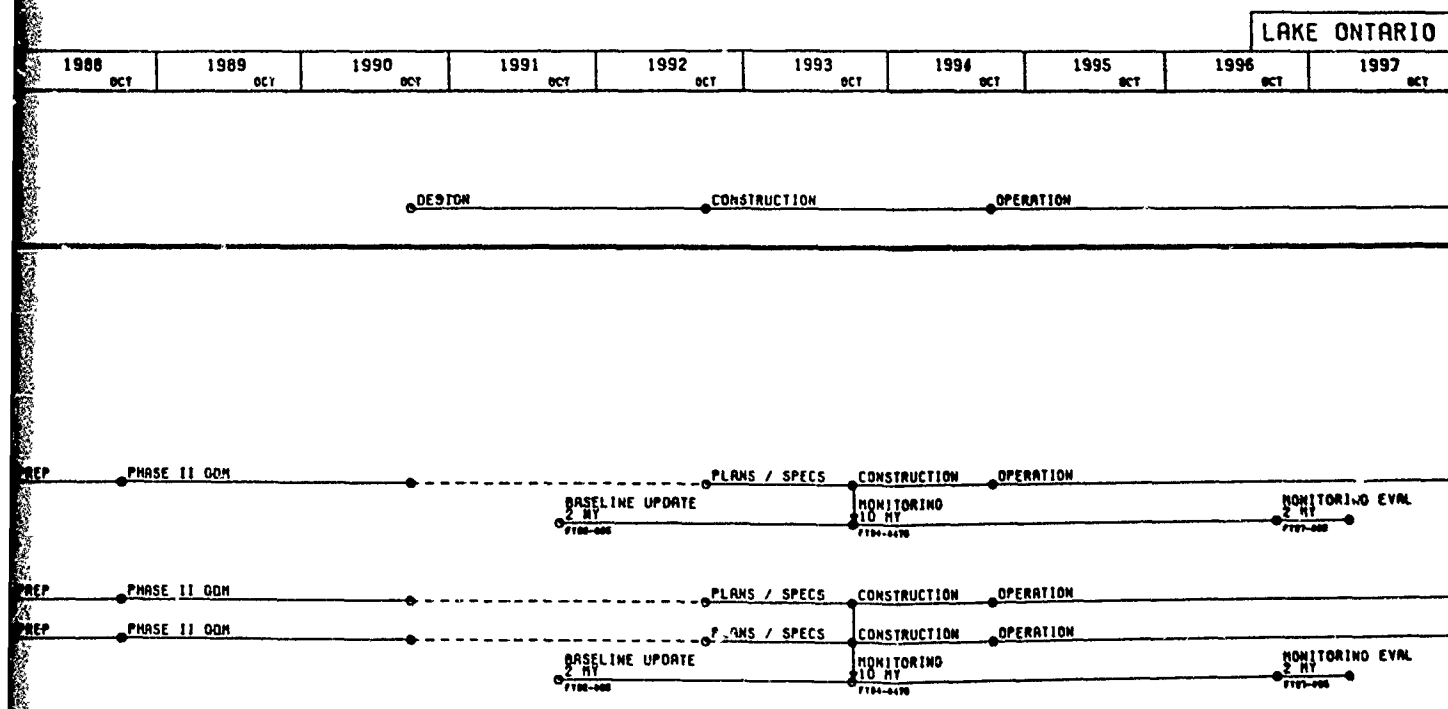 LAKE ONTARIO
1988 1989 1990 1991 1992 1993 1994 1995 1996 1997
OCT OCT OCT OCT OCT OCT OCT OCT OCT OCT
DESIGN CONSTRUCTION OPERATION
PREP PHASE II GDM PLANS / SPECS CONSTRUCTION OPERATION
BASELINE UPDATE MONITORING MONITORING EVAL
2 MY 10 MY 2 MY
PREP PHASE II GDM PLANS / SPECS CONSTRUCTION OPERATION
PREP PHASE II GDM PLANS / SPECS CONSTRUCTION OPERATION
BASELINE UPDATE MONITORING MONITORING EVAL
2 MY 10 MY 2 MY